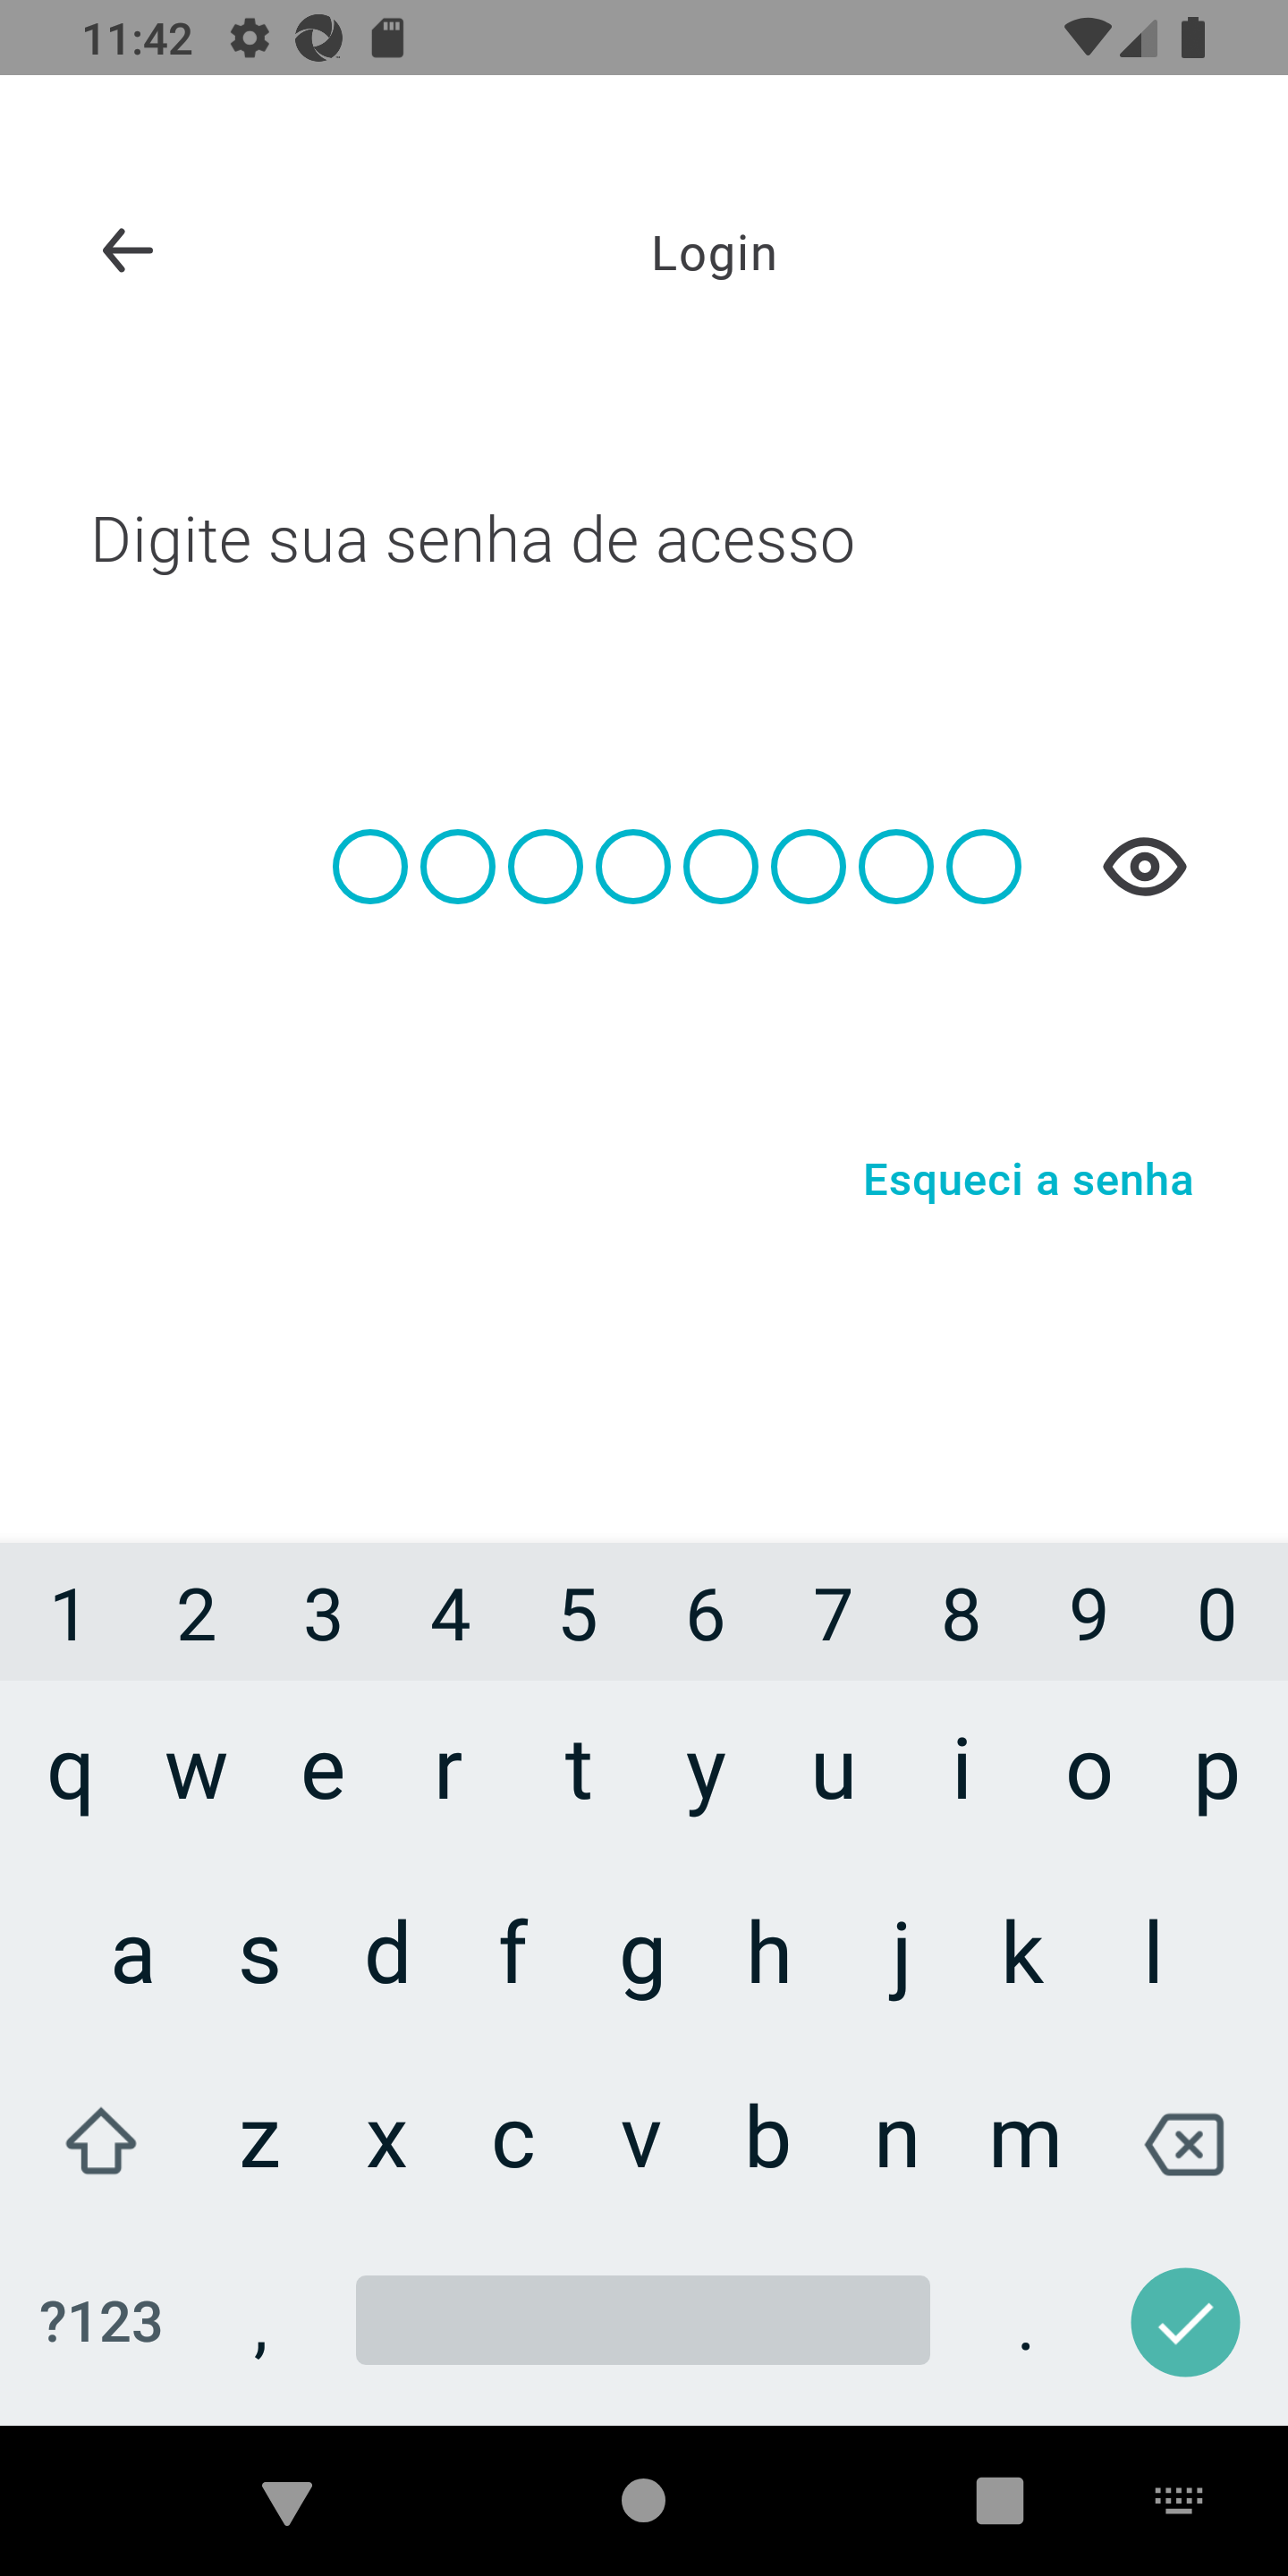 11:42
Login
Digite sua senha de acesso
Esqueci a senha
1 2 3 4 5 6 7 8 9 0
q w e r t y u i o p
a s d f g h j k l
z x c v b n m
?123 , .